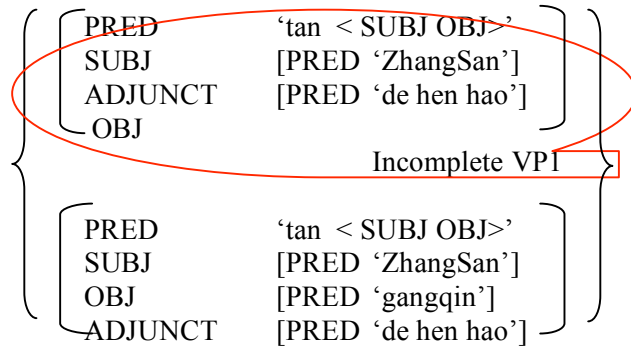 PRED ‘tan < SUBJ OBJ>’
SUBJ [PRED ‘ZhangSan’]
ADJUNCT [PRED ‘de hen hao’]
OBJ
Incomplete VP1
PRED ‘tan < SUBJ OBJ>’
SUBJ [PRED ‘ZhangSan’]
OBJ [PRED ‘gangqin’]
ADJUNCT [PRED ‘de hen hao’]